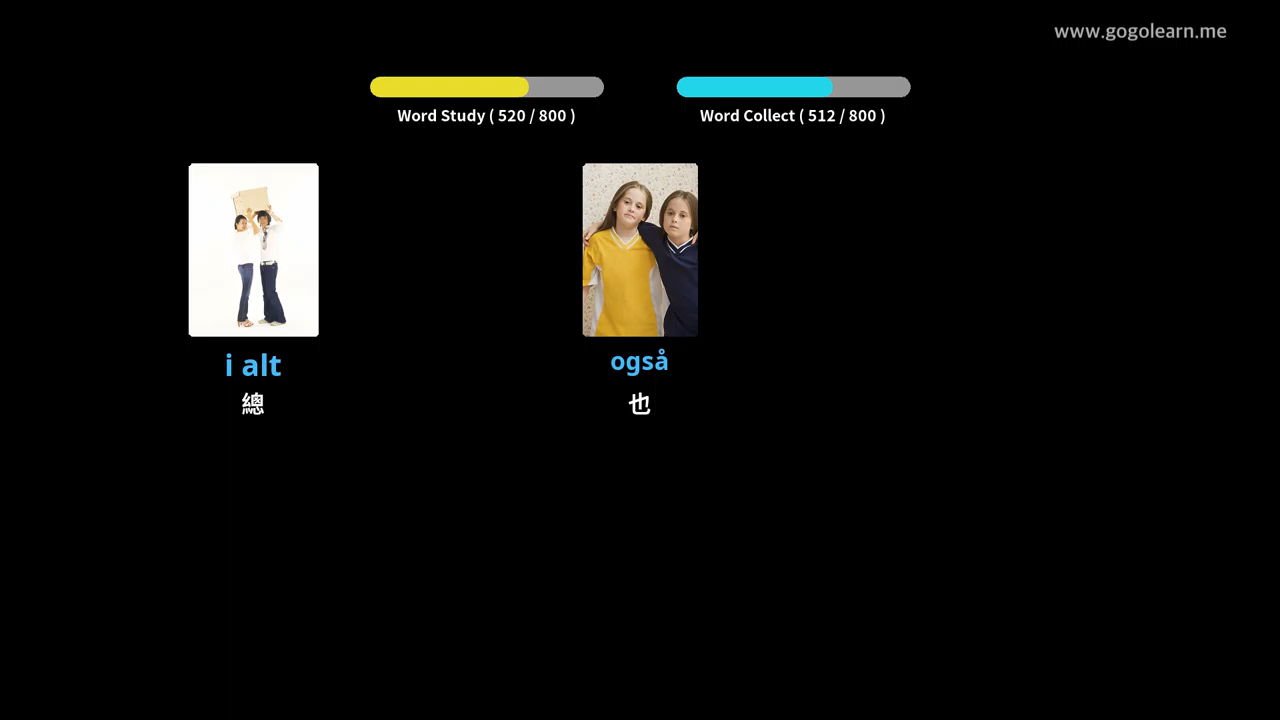 www.gogolearn.me
Word Study ( 520 / 800 )
Word Collect ( 512 / 800 )
i alt
總
også
也